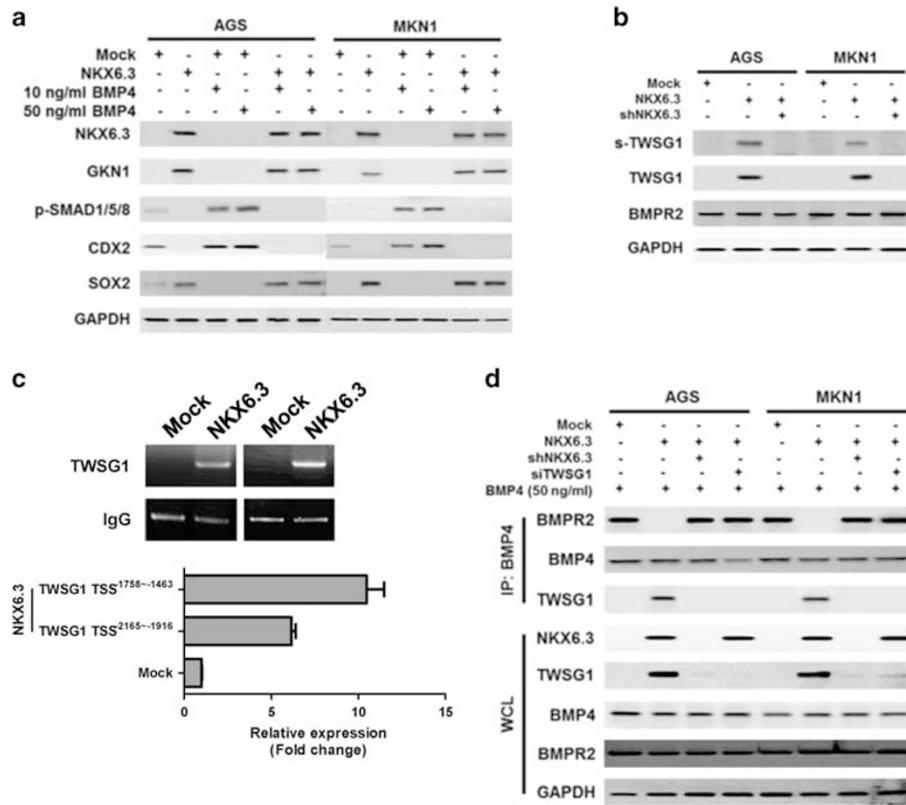 a
AGS MKN1
Mock + - + + - - + - + + - -
NKX6.3 - + - - + + - + - - + +
10 ng/ml BMP4 - - + - + - - - + - + -
50 ng/ml BMP4 - - - + - + - - - + - +
NKX6.3
GKN1
p-SMAD1/5/8
CDX2
SOX2
GAPDH
b
AGS MKN1
Mock + - - + - -
NKX6.3 - + + - + +
shNKX6.3 - - + - - +
s-TWSG1
TWSG1
BMPR2
GAPDH
c
Mock NKX6.3 Mock NKX6.3
TWSG1
IgG
NKX6.3
TWSG1 TSS-1758~-1463
TWSG1 TSS-2165~-1916
Mock
0 5 10 15
Relative expression
(Fold change)
d
AGS MKN1
Mock + - - - + - - -
NKX6.3 - + + + - + + +
shNKX6.3 - - + - - - + -
siTWSG1 - - - + - - - +
BMP4 (50 ng/ml) + + + + + + + +
IP: BMP4
BMPR2
BMP4
TWSG1
WCL
NKX6.3
TWSG1
BMP4
BMPR2
GAPDH